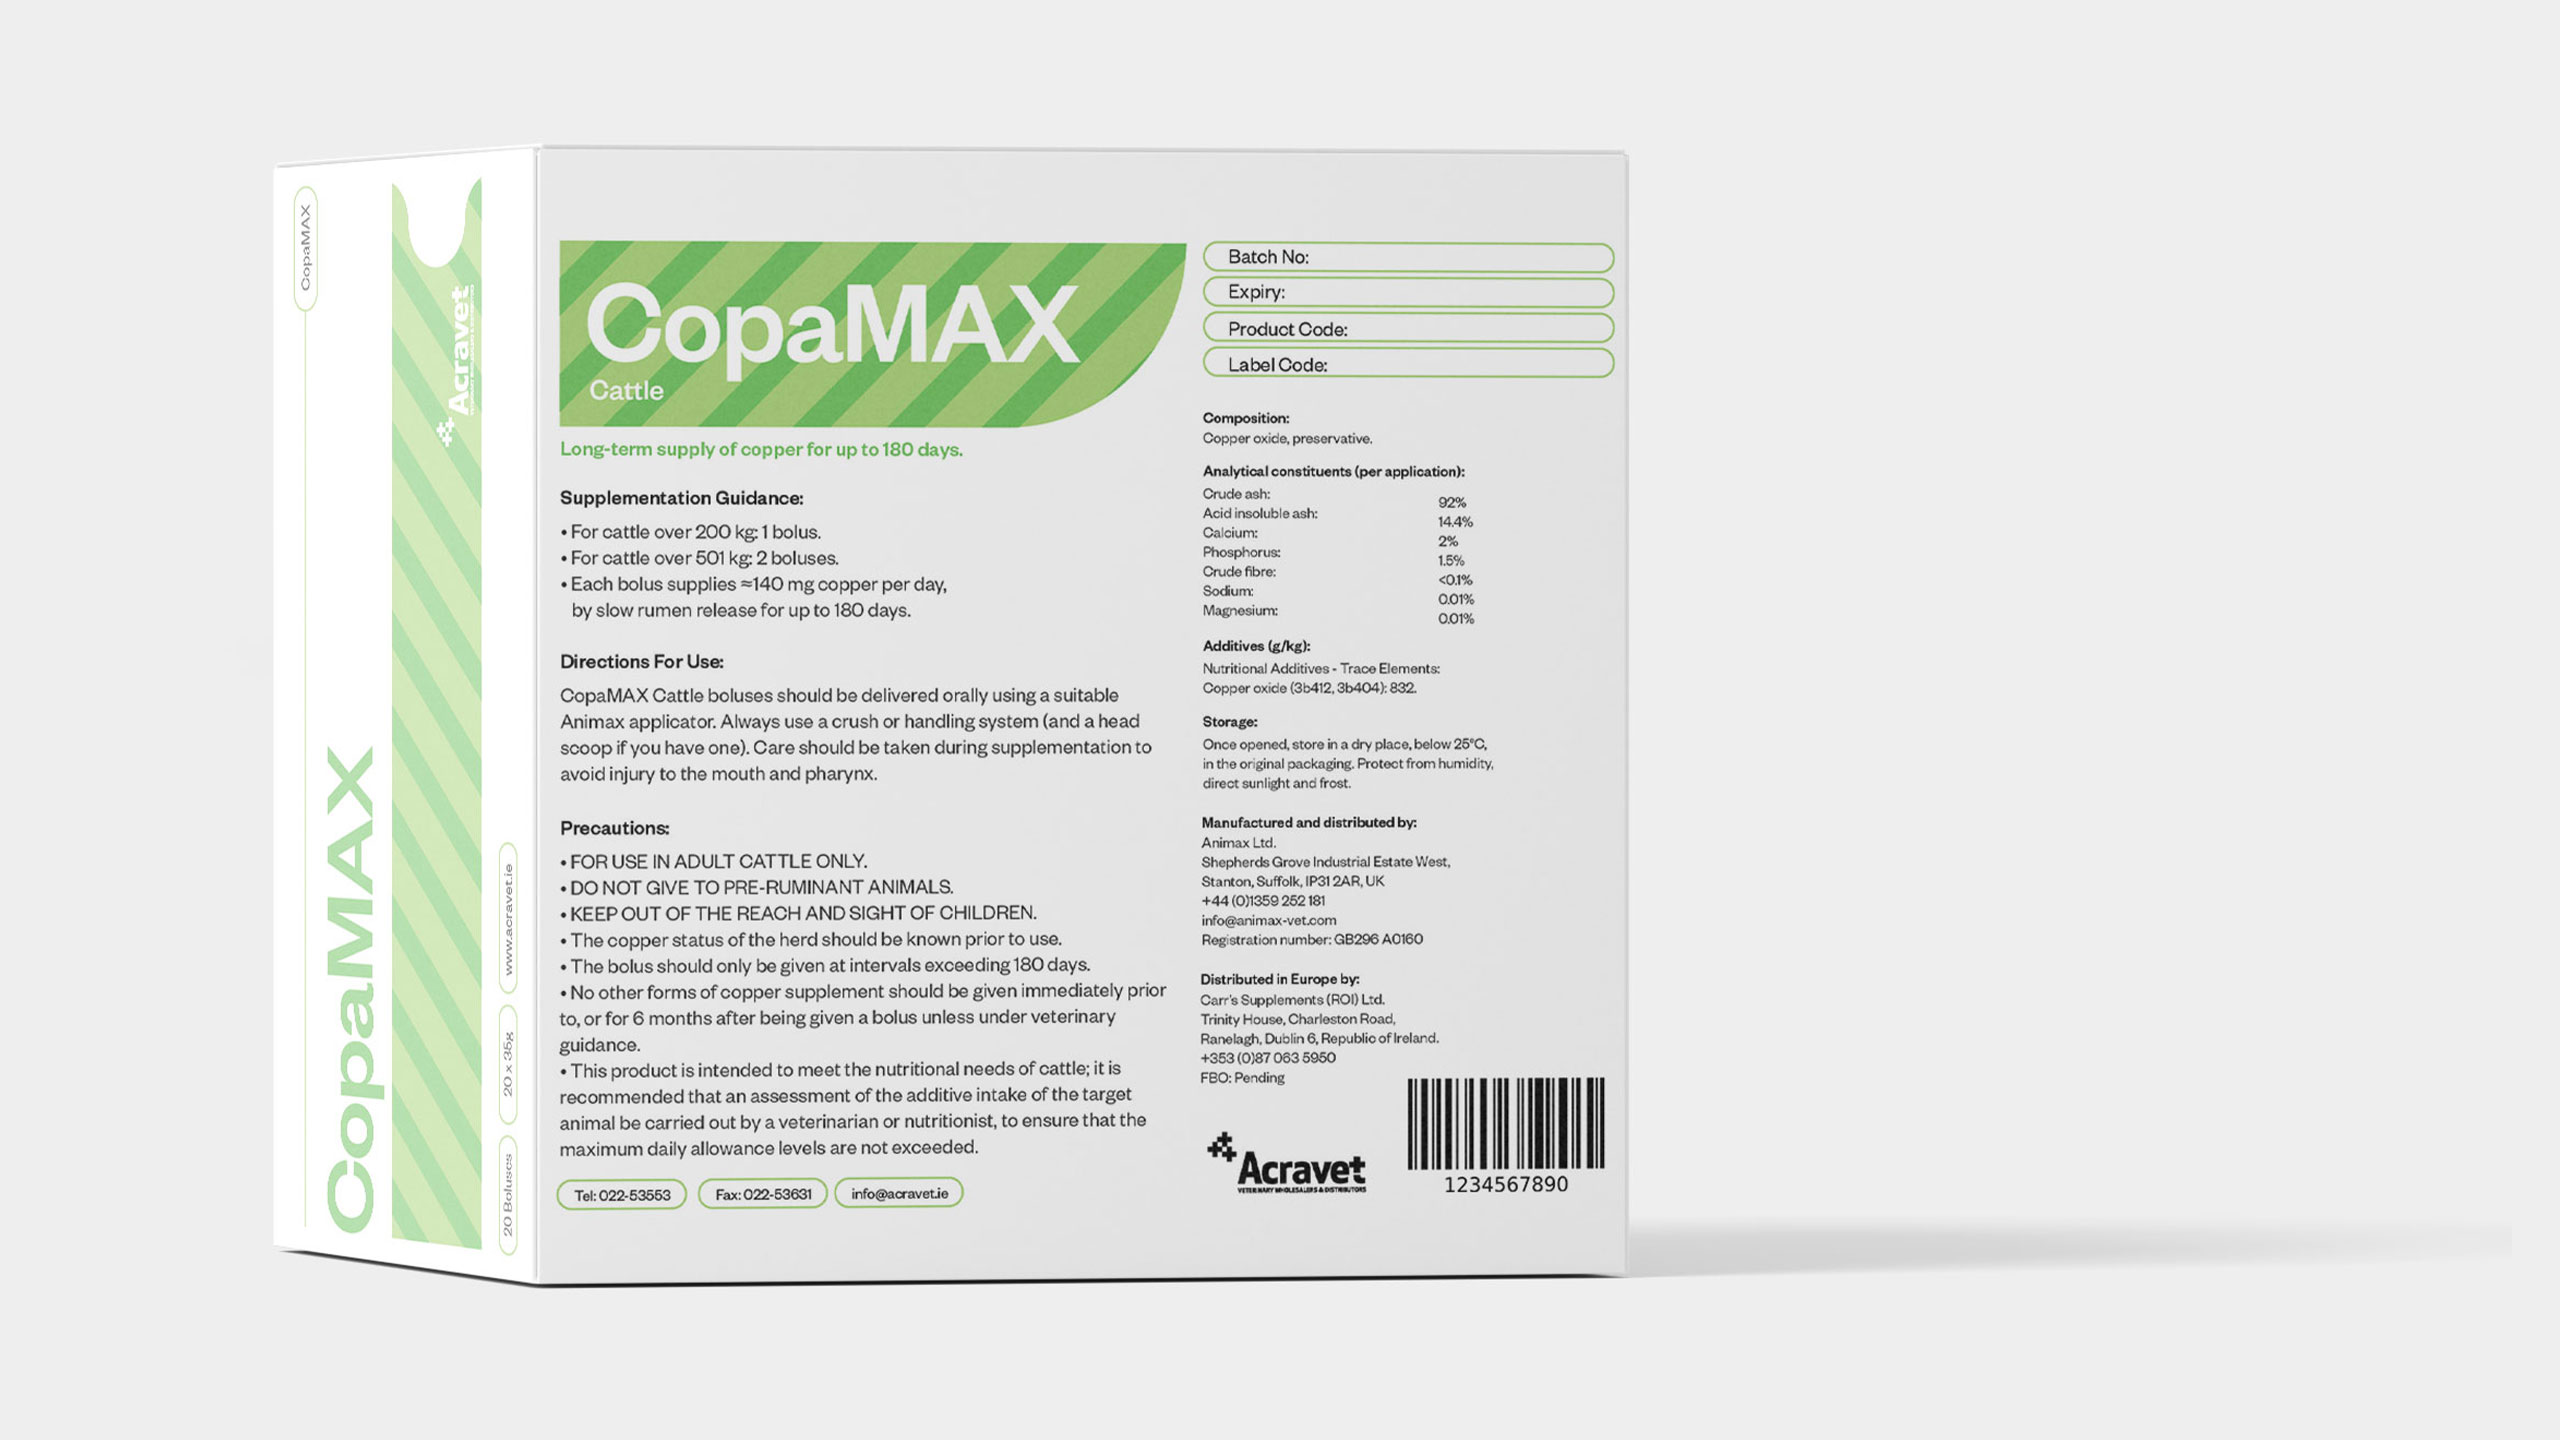 CopaMAX
CopaMAX
Acravet
www.acravet.ie
20 x 35g
20 Boluses
CopaMAX
Cattle
Long-term supply of copper for up to 180 days.
Supplementation Guidance:
• For cattle over 200 kg: 1 bolus.
• For cattle over 501 kg: 2 boluses.
• Each bolus supplies ≈140 mg copper per day,
by slow rumen release for up to 180 days.
Directions For Use:
CopaMAX Cattle boluses should be delivered orally using a suitable
Animax applicator. Always use a crush or handling system (and a head
scoop if you have one). Care should be taken during supplementation to
avoid injury to the mouth and pharynx.
Precautions:
• FOR USE IN ADULT CATTLE ONLY.
• DO NOT GIVE TO PRE-RUMINANT ANIMALS.
• KEEP OUT OF THE REACH AND SIGHT OF CHILDREN.
• The copper status of the herd should be known prior to use.
• The bolus should only be given at intervals exceeding 180 days.
• No other forms of copper supplement should be given immediately prior
to, or for 6 months after being given a bolus unless under veterinary
guidance.
• This product is intended to meet the nutritional needs of cattle; it is
recommended that an assessment of the additive intake of the target
animal be carried out by a veterinarian or nutritionist, to ensure that the
maximum daily allowance levels are not exceeded.
Tel: 022-53553
Fax: 022-53631
info@acravet.ie
Batch No:
Expiry:
Product Code:
Label Code:
Composition:
Copper oxide, preservative.
Analytical constituents (per application):
Crude ash: 92%
Acid insoluble ash: 14.4%
Calcium: 2%
Phosphorus: 1.5%
Crude fibre: <0.1%
Sodium: 0.01%
Magnesium: 0.01%
Additives (g/kg):
Nutritional Additives - Trace Elements:
Copper oxide (3b412, 3b404): 832.
Storage:
Once opened, store in a dry place, below 25°C,
in the original packaging. Protect from humidity,
direct sunlight and frost.
Manufactured and distributed by:
Animax Ltd.
Shepherds Grove Industrial Estate West,
Stanton, Suffolk, IP31 2AR, UK
+44 (0)1359 252 181
info@animax-vet.com
Registration number: GB296 A0160
Distributed in Europe by:
Carr's Supplements (ROI) Ltd.
Trinity House, Charleston Road,
Ranelagh, Dublin 6, Republic of Ireland.
+353 (0)87 063 5950
FBO: Pending
Acravet
VETERINARY WHOLESALERS & DISTRIBUTORS
1234567890